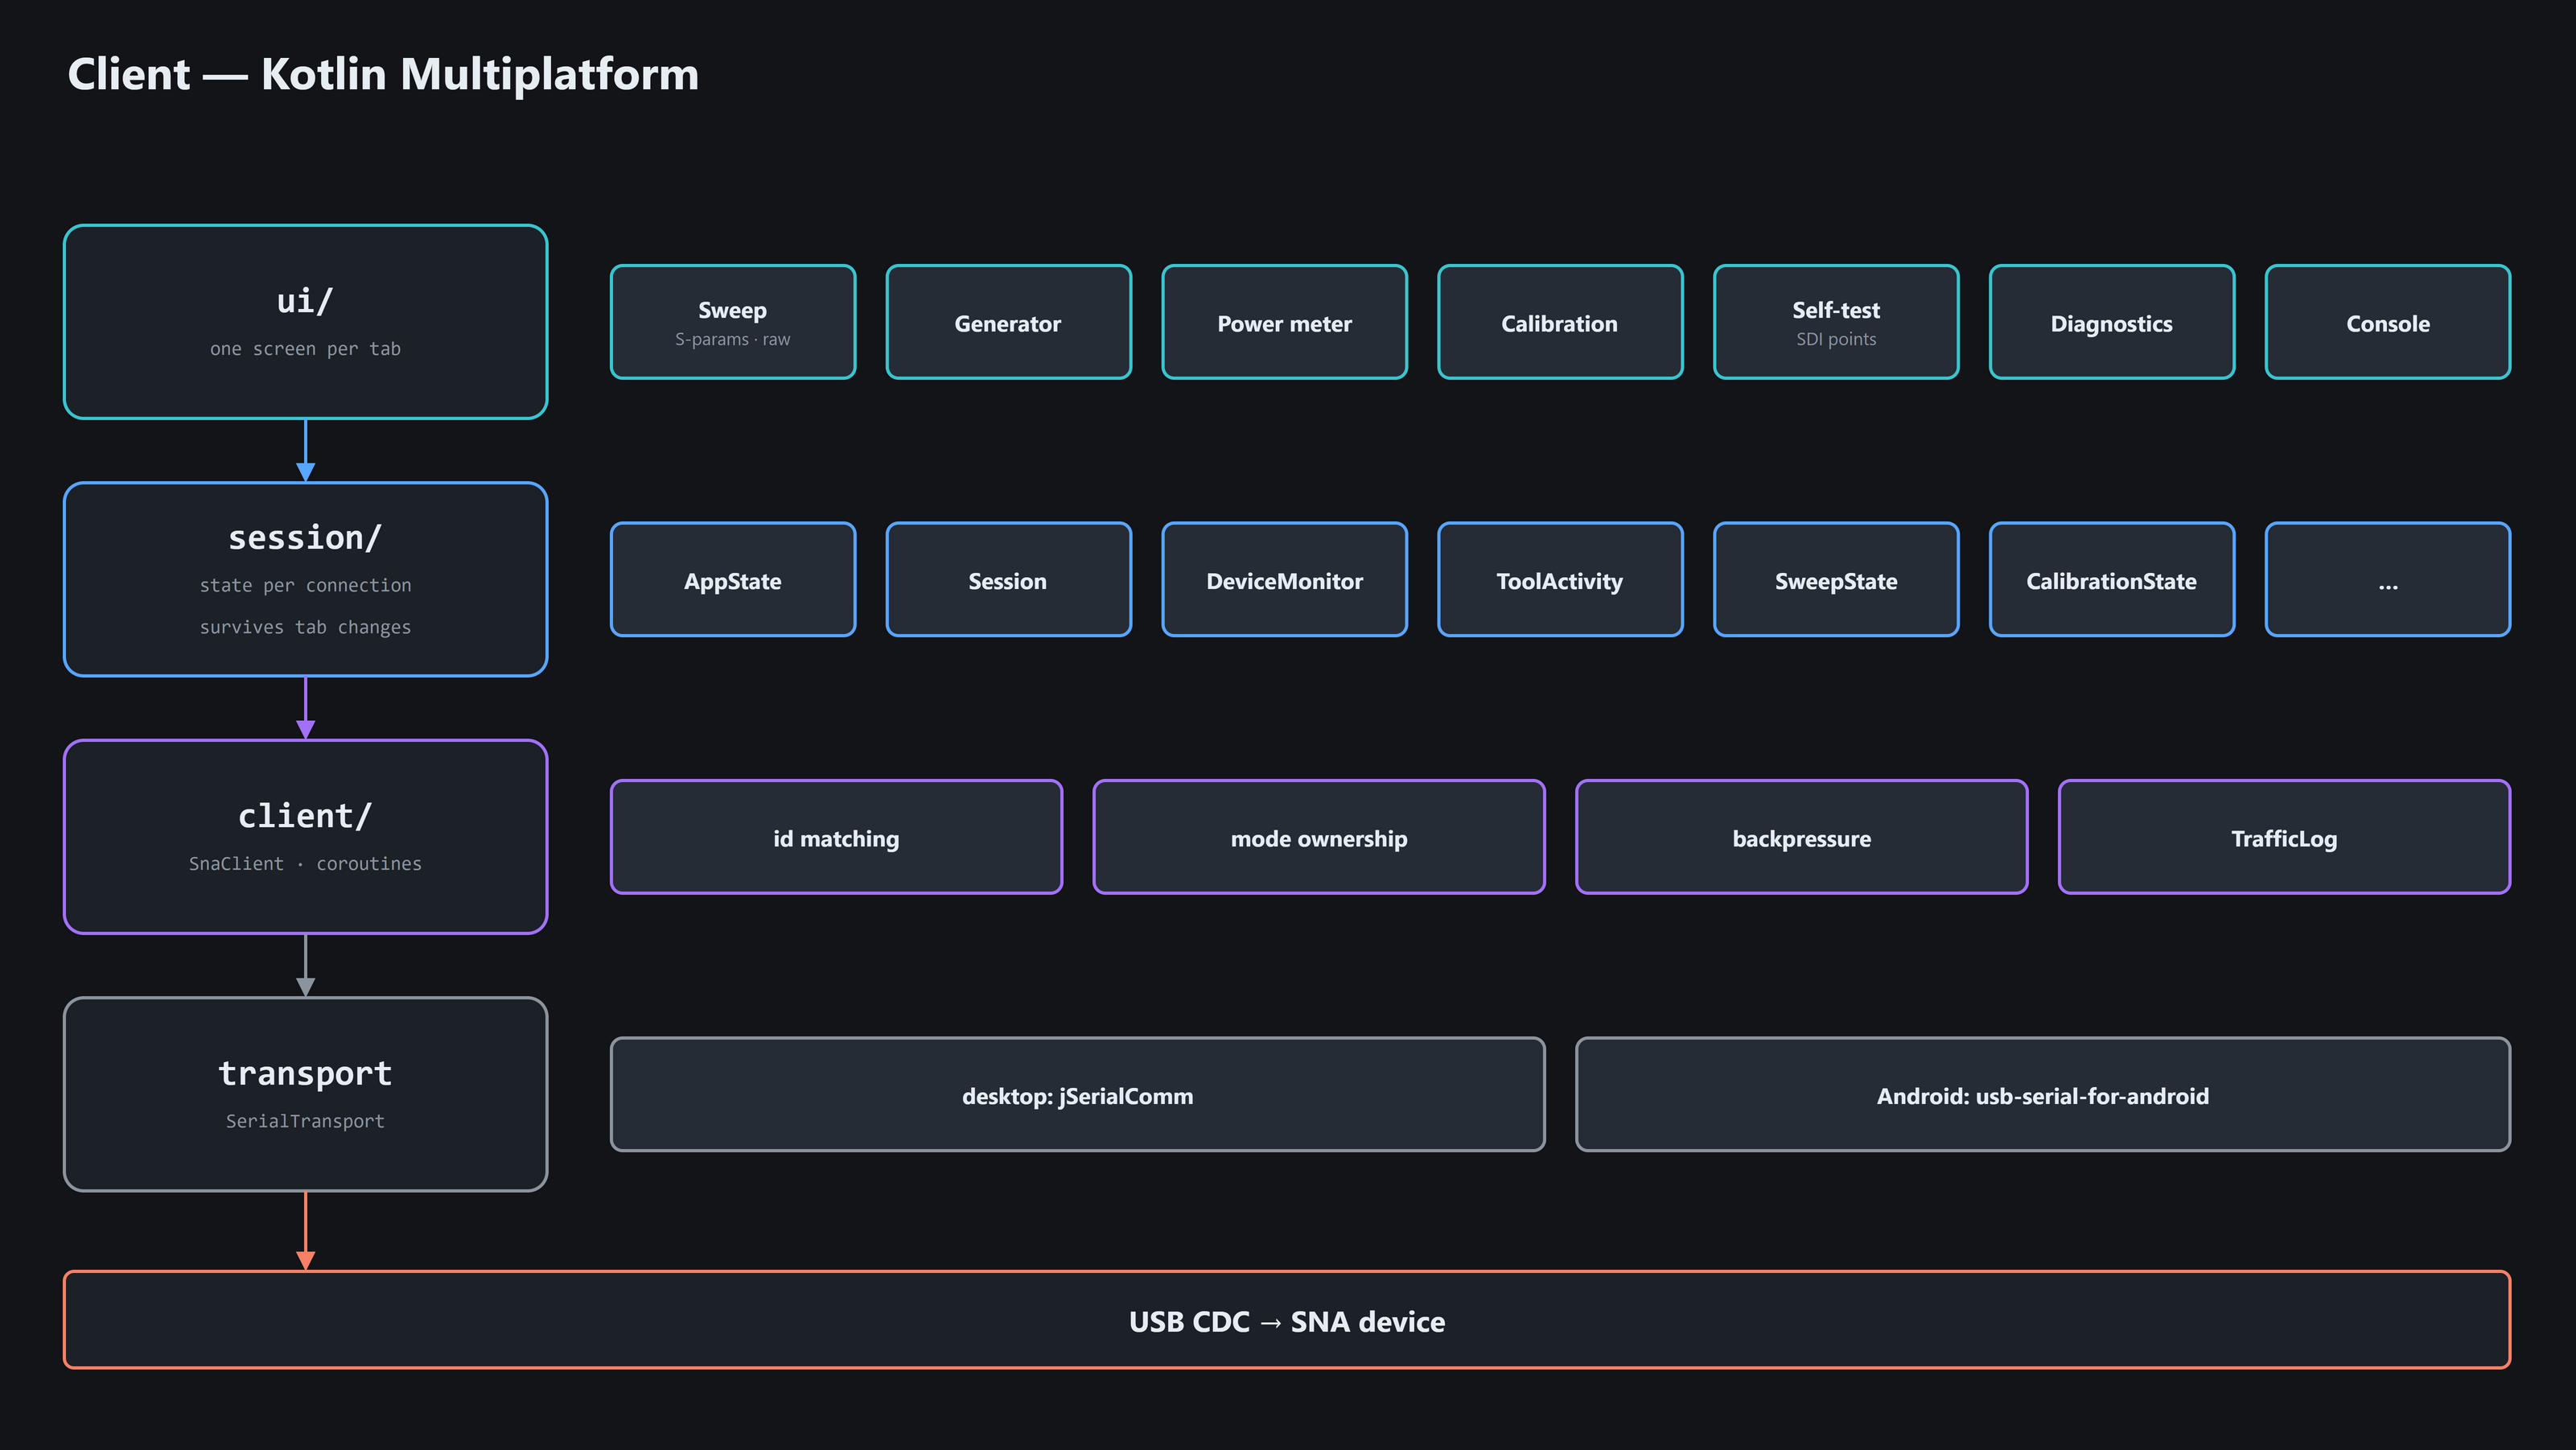 Client — Kotlin Multiplatform
ui/
one screen per tab
Sweep
S-params · raw
Generator
Power meter
Calibration
Self-test
SDI points
Diagnostics
Console
session/
state per connection
survives tab changes
AppState
Session
DeviceMonitor
ToolActivity
SweepState
CalibrationState
...
client/
SnaClient · coroutines
id matching
mode ownership
backpressure
TrafficLog
transport
SerialTransport
desktop: jSerialComm
Android: usb-serial-for-android
USB CDC → SNA device